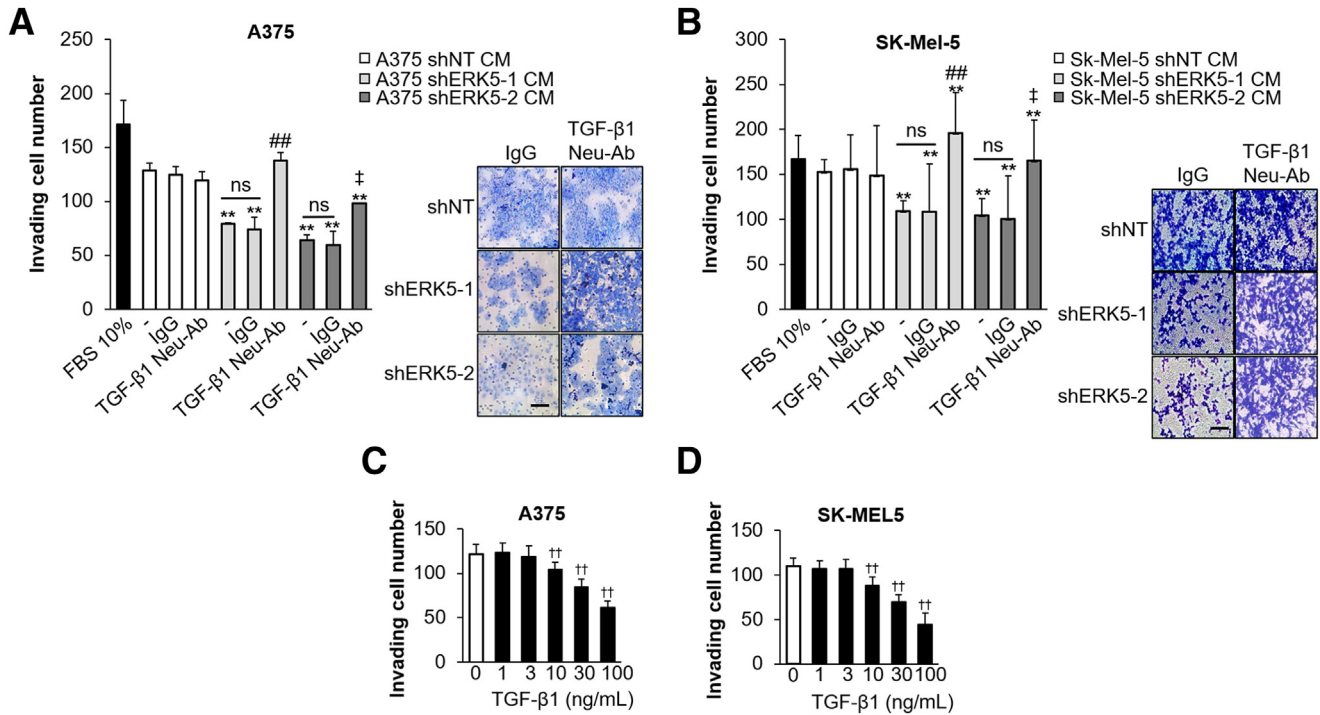 A
A375
Invading cell number
250
200
150
100
50
0
A375 shNT CM
A375 shERK5-1 CM
A375 shERK5-2 CM
ns
**
**
##
ns
**
**
**
‡
FBS 10%
-
IgG
TGF-β1 Neu-Ab
-
IgG
TGF-β1 Neu-Ab
-
IgG
TGF-β1 Neu-Ab
IgG
TGF-β1
Neu-Ab
shNT
shERK5-1
shERK5-2
B
SK-Mel-5
Invading cell number
300
250
200
150
100
50
0
Sk-Mel-5 shNT CM
Sk-Mel-5 shERK5-1 CM
Sk-Mel-5 shERK5-2 CM
ns
**
**
##
**
ns
**
**
‡
**
FBS 10%
-
IgG
TGF-β1 Neu-Ab
-
IgG
TGF-β1 Neu-Ab
-
IgG
TGF-β1 Neu-Ab
IgG
TGF-β1
Neu-Ab
shNT
shERK5-1
shERK5-2
C
A375
Invading cell number
150
100
50
0
††
††
††
0 1 3 10 30 100
TGF-β1 (ng/mL)
D
SK-MEL5
Invading cell number
150
100
50
0
††
††
††
0 1 3 10 30 100
TGF-β1 (ng/mL)